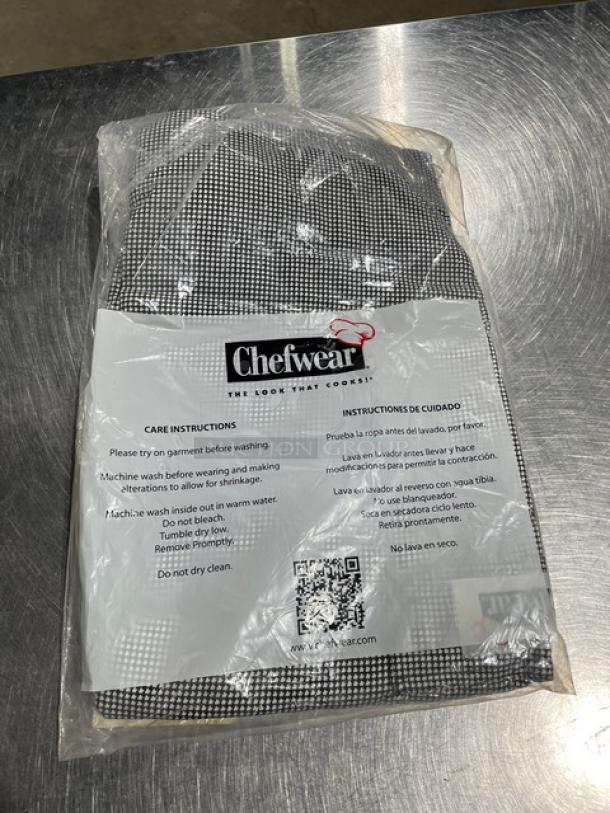 Chefwear®
THE LOOK THAT COOKS!®
CARE INSTRUCTIONS
Please try on garment before washing.
Machine wash before wearing and making
alterations to allow for shrinkage.
Machine wash inside out in warm water.
Do not bleach.
Tumble dry low.
Remove Promptly.
Do not dry clean.
INSTRUCTIONES DE CUIDADO
Prueba la ropa antes del lavado, por favor.
Lava en lavador antes llevar y hace
modificaciones para permitir la contracción.
Lava en lavador al reverso con agua tibla.
No use blanqueador.
Seca en secadora ciclo lento.
Retira prontamente.
No lava en seco.
www.chefwear.com